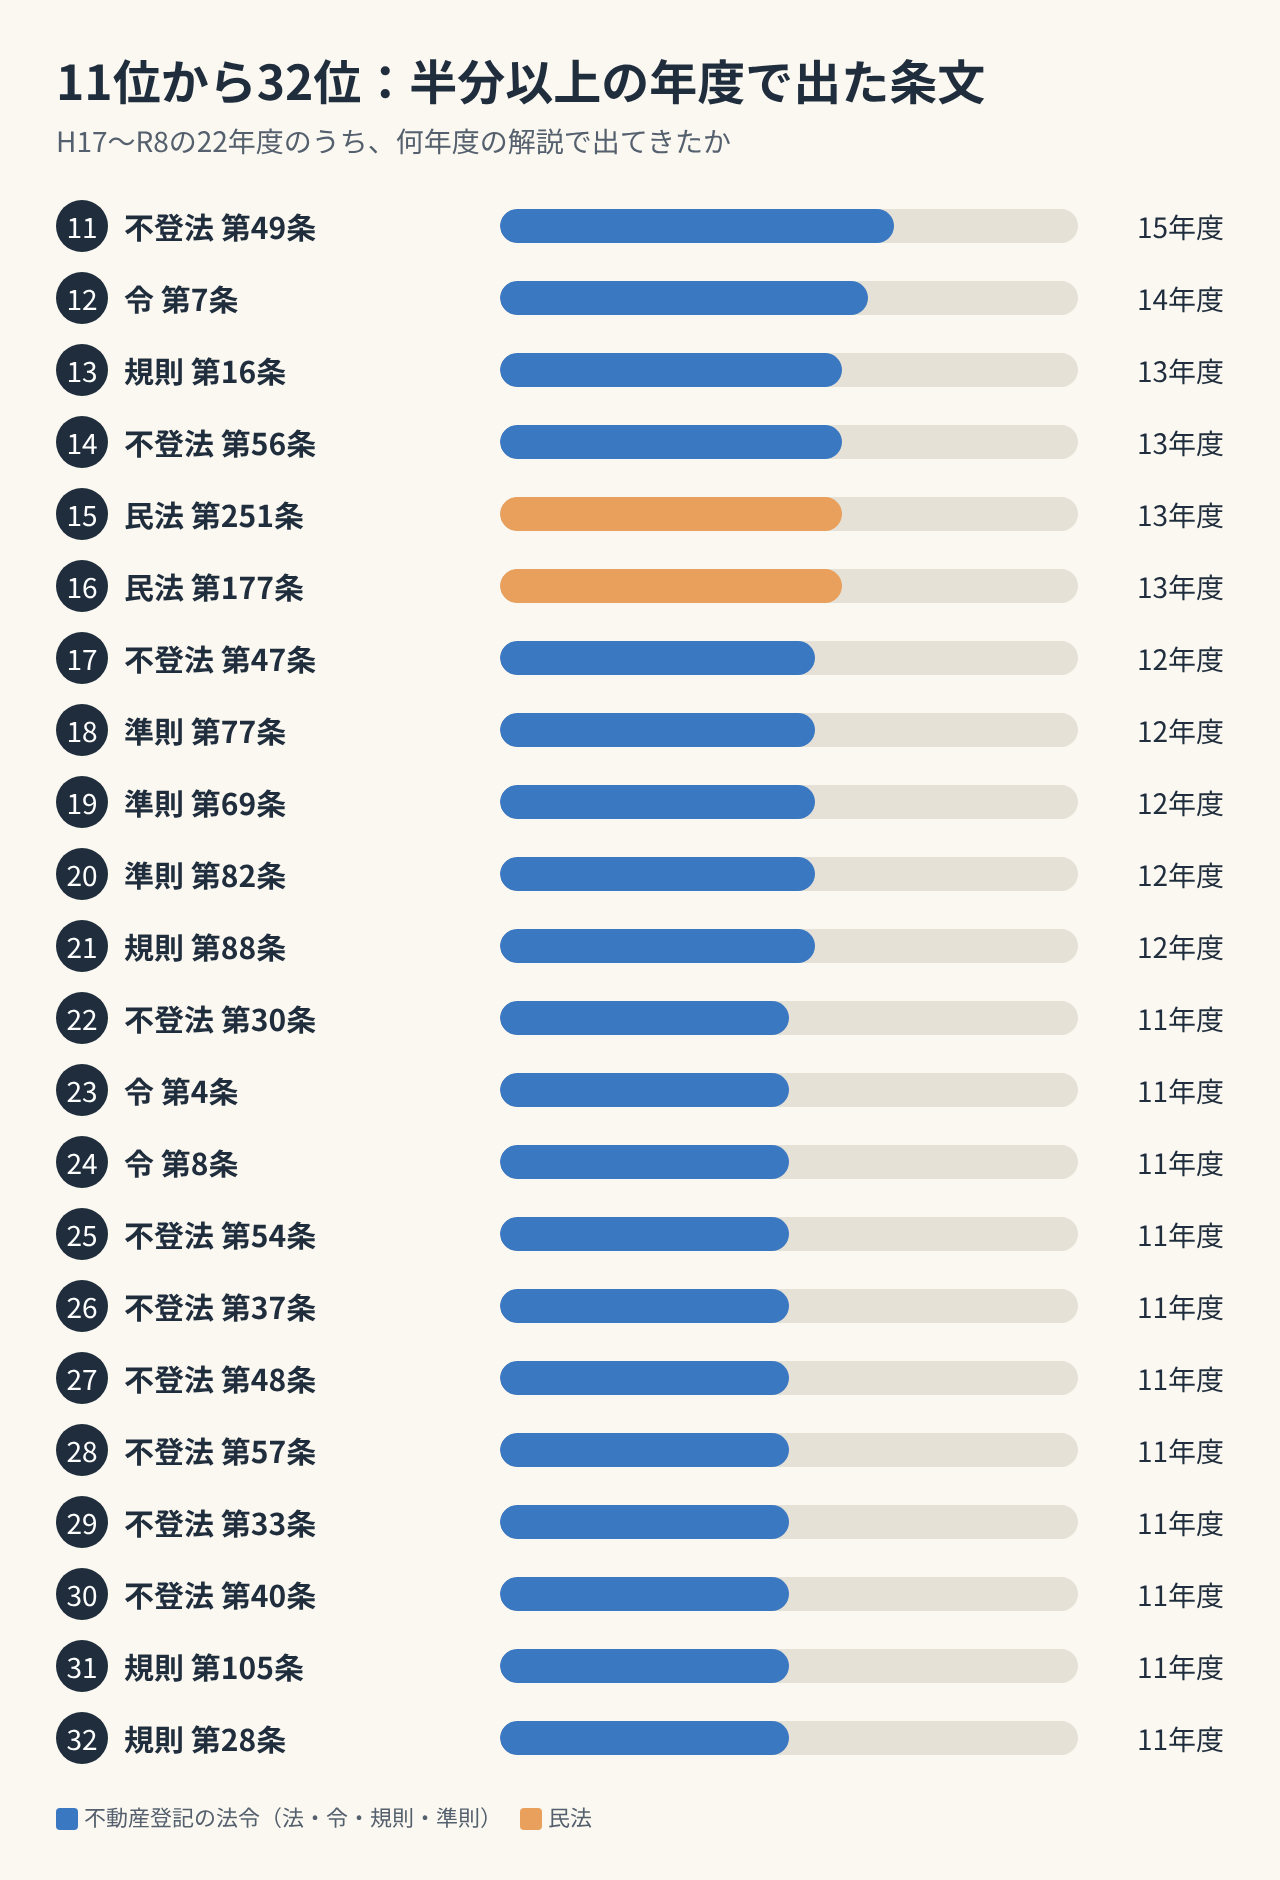 11位から32位：半分以上の年度で出た条文
H17〜R8の22年度のうち、何年度の解説で出てきたか
11 不登法 第49条 15年度
12 令 第7条 14年度
13 規則 第16条 13年度
14 不登法 第56条 13年度
15 民法 第251条 13年度
16 民法 第177条 13年度
17 不登法 第47条 12年度
18 準則 第77条 12年度
19 準則 第69条 12年度
20 準則 第82条 12年度
21 規則 第88条 12年度
22 不登法 第30条 11年度
23 令 第4条 11年度
24 令 第8条 11年度
25 不登法 第54条 11年度
26 不登法 第37条 11年度
27 不登法 第48条 11年度
28 不登法 第57条 11年度
29 不登法 第33条 11年度
30 不登法 第40条 11年度
31 規則 第105条 11年度
32 規則 第28条 11年度
不動産登記の法令（法・令・規則・準則） 民法